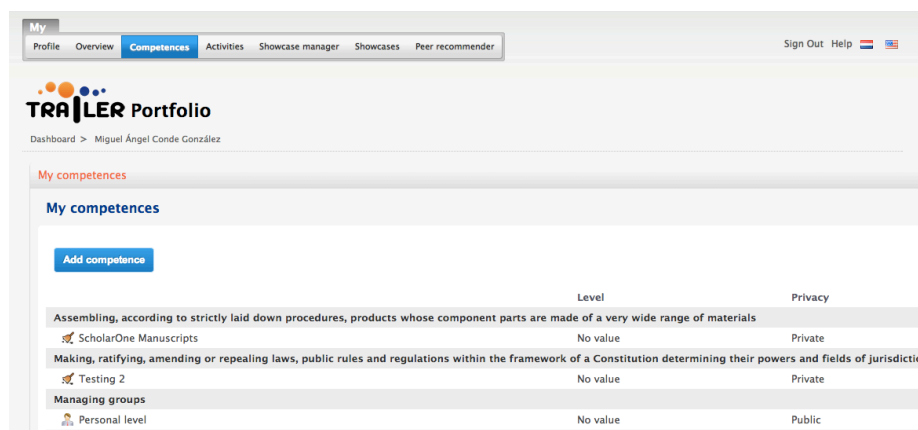 My
Profile Overview Competences Activities Showcase manager Showcases Peer recommender Sign Out Help
TRAILER Portfolio
Dashboard > Miguel Ángel Conde González
My competences
My competences
Add competence
Level Privacy
Assembling, according to strictly laid down procedures, products whose component parts are made of a very wide range of materials
ScholarOne Manuscripts No value Private
Making, ratifying, amending or repealing laws, public rules and regulations within the framework of a Constitution determining their powers and fields of jurisdictio
Testing 2 No value Private
Managing groups
Personal level No value Public